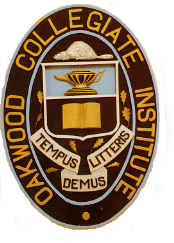 OAKWOOD COLLEGIATE INSTITUTE
TEMPUS LITTERIS
DEMUS